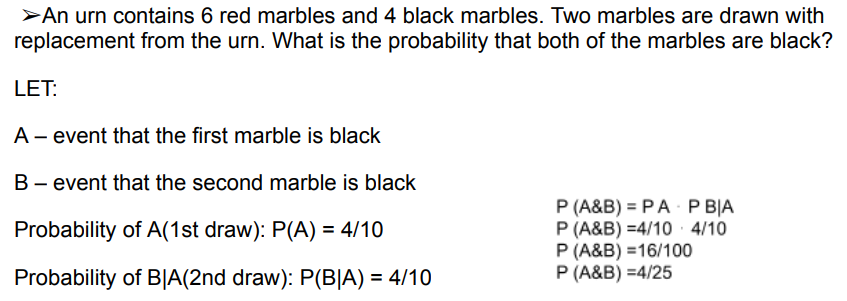 ➢An urn contains 6 red marbles and 4 black marbles. Two marbles are drawn with
replacement from the urn. What is the probability that both of the marbles are black?
LET:
A – event that the first marble is black
B – event that the second marble is black
Probability of A(1st draw): P(A) = 4/10
Probability of B|A(2nd draw): P(B|A) = 4/10
P (A&B) = P A · P B|A
P (A&B) =4/10 · 4/10
P (A&B) =16/100
P (A&B) =4/25